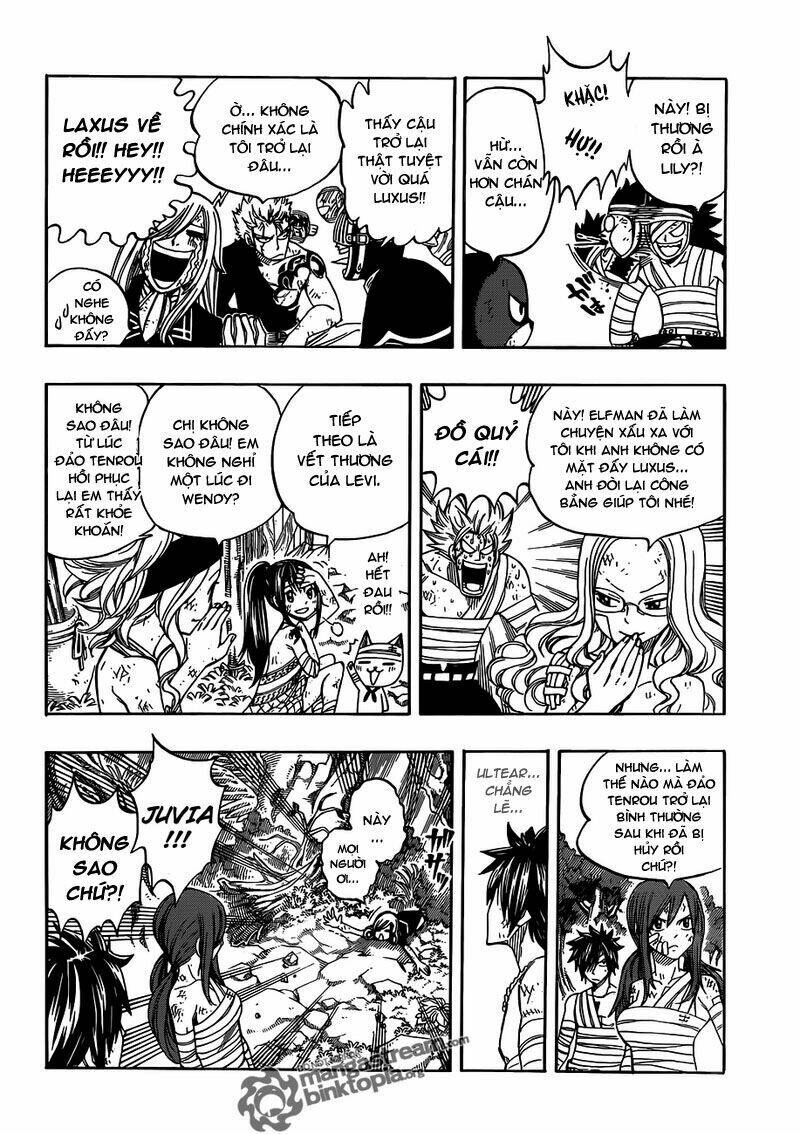 NÀY! BỊ
THƯƠNG
RỒI À
LILY?!
KHẶC!
HỰ!!
HỪ...
VẪN CÒN
HƠN CHÁN
CẬU...
THẤY CẬU
TRỞ LẠI
THẬT TUYỆT
VỜI QUÁ
LUXUS!!
Ờ... KHÔNG
CHÍNH XÁC LÀ
TÔI TRỞ LẠI
ĐÂU...
LAXUS VỀ
RỒI!! HEY!!
HEEEYYY!!
CÓ
NGHE
KHÔNG
ĐẤY?
NÀY! ELFMAN ĐÃ LÀM
CHUYỆN XẤU XA VỚI
TÔI KHI ANH KHÔNG CÓ
MẶT ĐẤY LUXUS...
ANH ĐÒI LẠI CÔNG
BẰNG GIÚP TÔI NHÉ!
ĐỒ QUỶ
CÁI!!
TIẾP
THEO LÀ
VẾT THƯƠNG
CỦA LEVI.
AH!
HẾT
ĐAU
RỒI!!
CHỊ KHÔNG
SAO ĐÂU! EM
KHÔNG NGHỈ
MỘT LÚC ĐI
WENDY?
KHÔNG
SAO ĐÂU!
TỪ LÚC
ĐẢO TENROU
HỒI PHỤC
LẠI EM THẤY
RẤT KHỎE
KHOẮN!
NHƯNG... LÀM
THẾ NÀO MÀ ĐẢO
TENROU TRỞ LẠI
BÌNH THƯỜNG
SAU KHI ĐÃ BỊ
HỦY RỒI
CHỨ?!
ULTEAR...
CHẲNG
LẼ...
NÀY
...
MỌI
NGƯỜI
ƠI...
JUVIA
!!!
KHÔNG
SAO
CHỨ?!
mangastream.com
binktopia.org